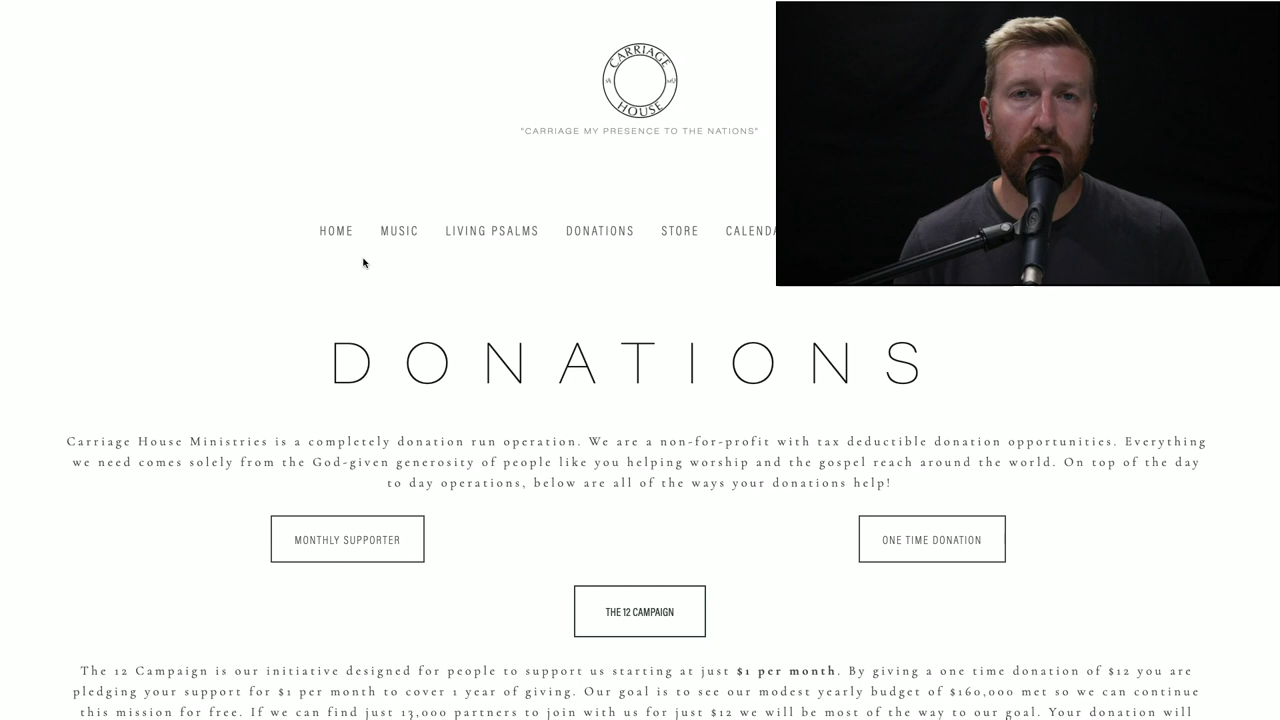 CARRIAGE
HOUSE
"CARRIAGE MY PRESENCE TO THE NATIONS"
HOME MUSIC LIVING PSALMS DONATIONS STORE CALENDA
DONATIONS
Carriage House Ministries is a completely donation run operation. We are a non-for-profit with tax deductible donation opportunities. Everything
we need comes solely from the God-given generosity of people like you helping worship and the gospel reach around the world. On top of the day
to day operations, below are all of the ways your donations help!
MONTHLY SUPPORTER
ONE TIME DONATION
THE 12 CAMPAIGN
The 12 Campaign is our initiative designed for people to support us starting at just $1 per month. By giving a one time donation of $12 you are
pledging your support for $1 per month to cover 1 year of giving. Our goal is to see our modest yearly budget of $160,000 met so we can continue
this mission for free. If we can find just 13,000 partners to join with us for just $12 we will be most of the way to our goal. Your donation will